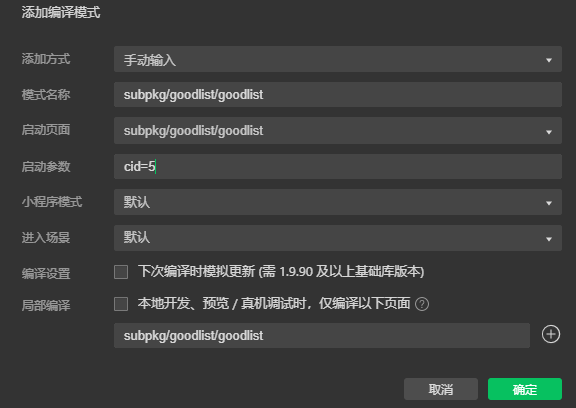 添加编译模式
添加方式 手动输入
模式名称 subpkg/goodlist/goodlist
启动页面 subpkg/goodlist/goodlist
启动参数 cid=5
小程序模式 默认
进入场景 默认
编译设置 下次编译时模拟更新 (需 1.9.90 及以上基础库版本)
局部编译 本地开发、预览 / 真机调试时，仅编译以下页面 ?
subpkg/goodlist/goodlist
取消 确定